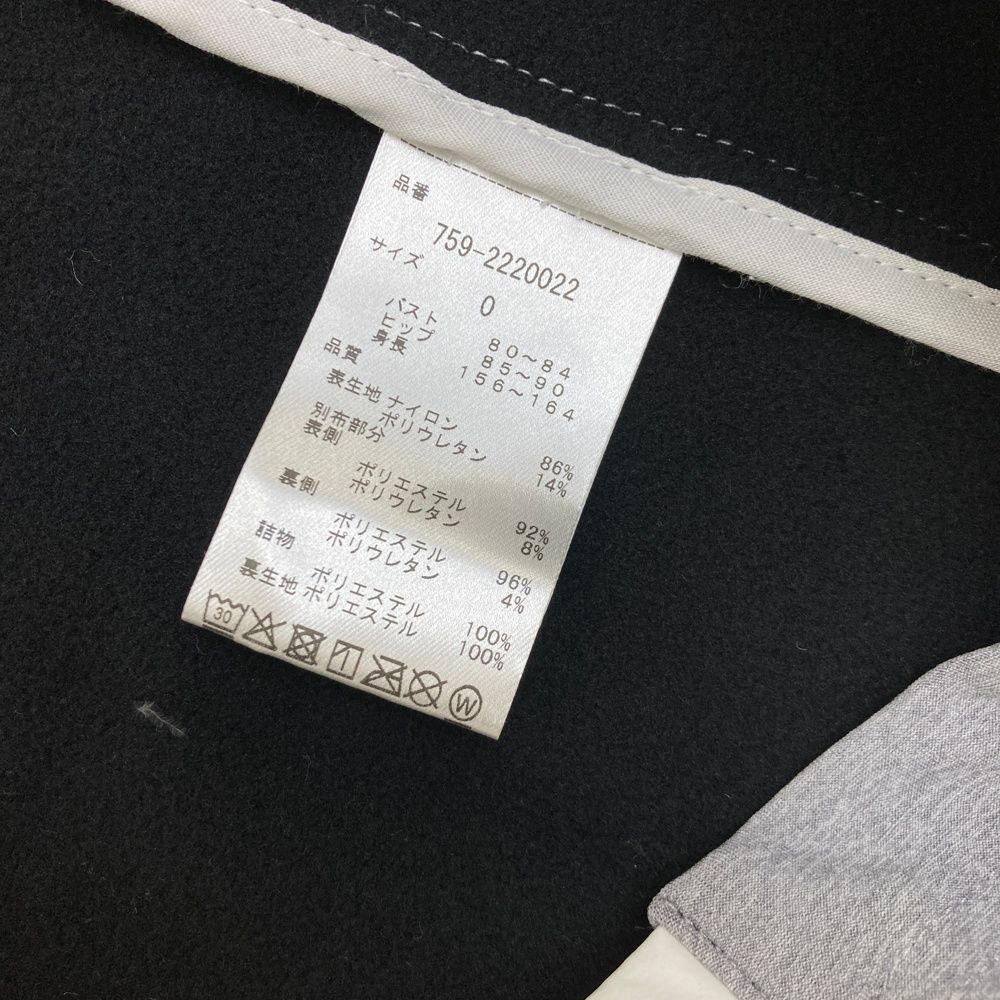 品番
759-2220022
サイズ
0
バスト 80～84
ヒップ 85～90
身長 156～164
品質
表生地 ナイロン 86%
ポリウレタン 14%
別布部分
表側 ポリエステル 92%
ポリウレタン 8%
裏側 ポリエステル 96%
ポリウレタン 4%
詰物 ポリエステル 100%
裏生地 ポリエステル 100%
30
W